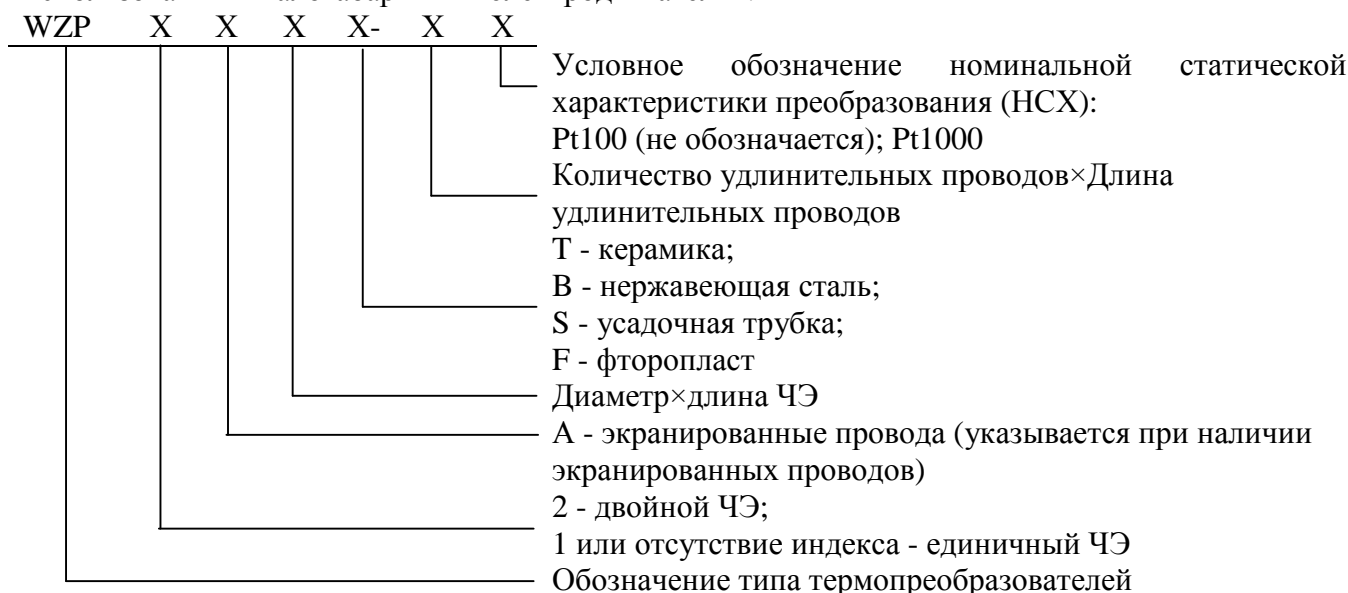 WZP X X X X- X X
Условное обозначение номинальной статической
характеристики преобразования (НСХ):
Pt100 (не обозначается); Pt1000
Количество удлинительных проводов×Длина
удлинительных проводов
Т - керамика;
В - нержавеющая сталь;
S - усадочная трубка;
F - фторопласт
Диаметр×длина ЧЭ
А - экранированные провода (указывается при наличии
экранированных проводов)
2 - двойной ЧЭ;
1 или отсутствие индекса - единичный ЧЭ
Обозначение типа термопреобразователей